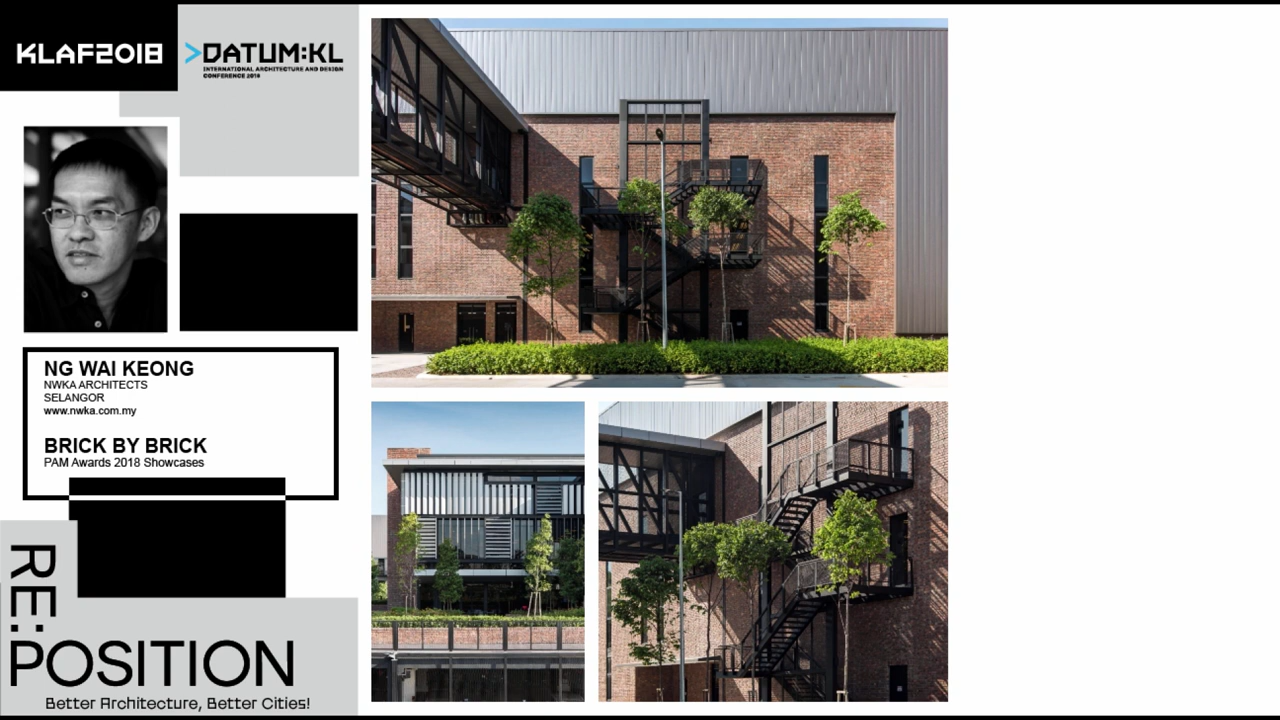 KLAF2018
>DATUM:KL
INTERNATIONAL ARCHITECTURE AND DESIGN
CONFERENCE 2018
NG WAI KEONG
NWKA ARCHITECTS
SELANGOR
www.nwka.com.my
BRICK BY BRICK
PAM Awards 2018 Showcases
RE:
POSITION
Better Architecture, Better Cities!